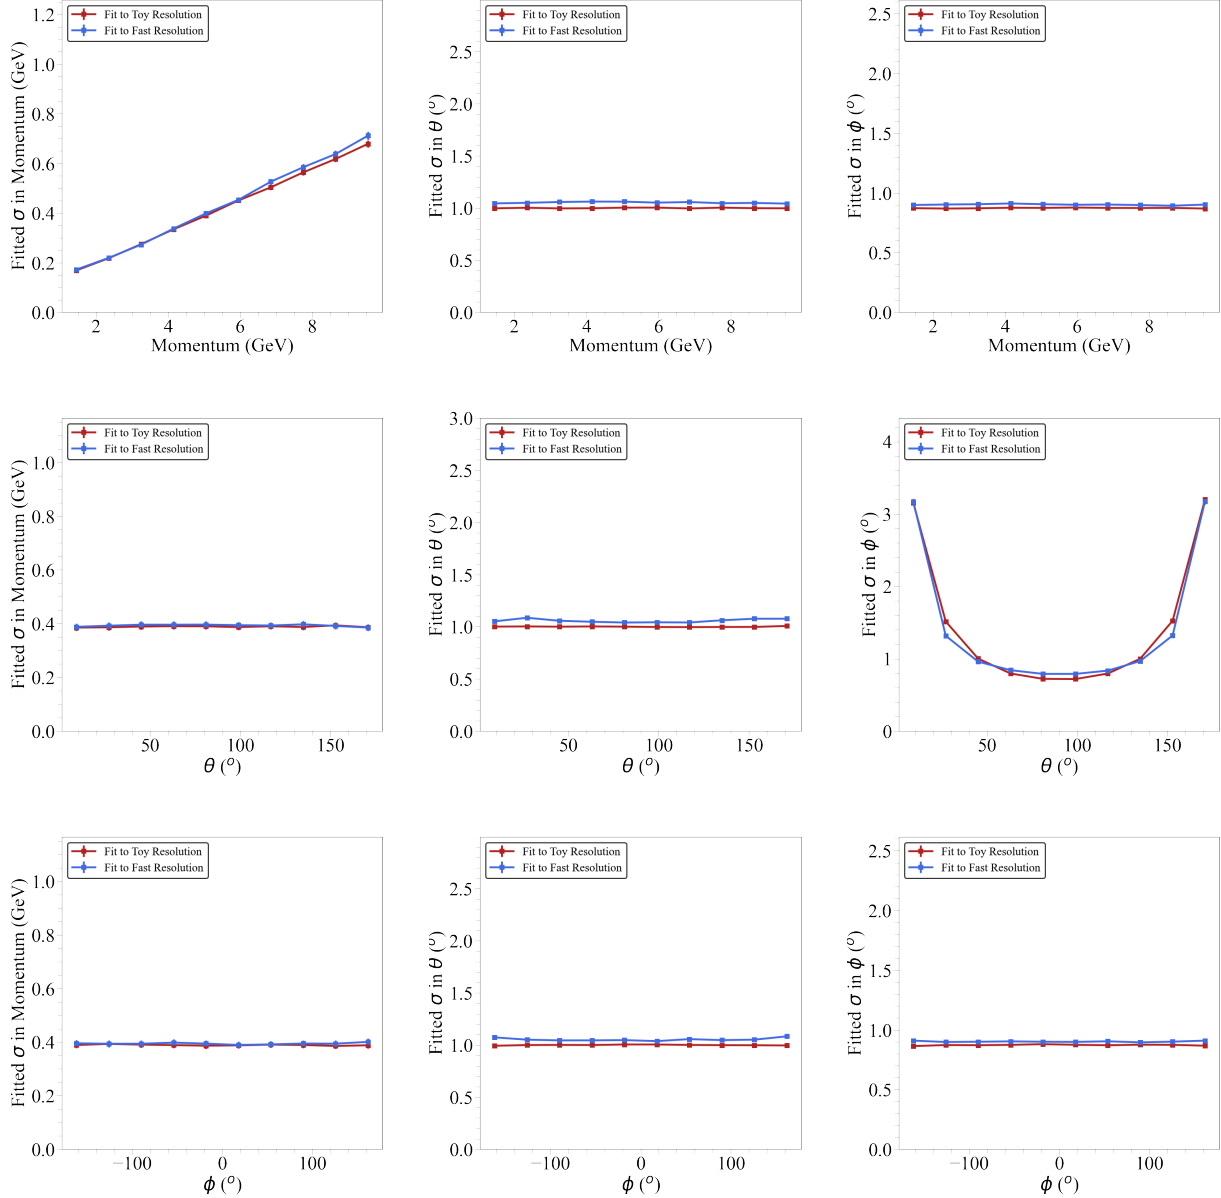 Fit to Toy Resolution
Fit to Fast Resolution
1.2
1.0
0.8
0.6
0.4
0.2
0.0
Fitted σ in Momentum (GeV)
2 4 6 8
Momentum (GeV)
Fit to Toy Resolution
Fit to Fast Resolution
2.5
2.0
1.5
1.0
0.5
0.0
Fitted σ in θ (°)
2 4 6 8
Momentum (GeV)
Fit to Toy Resolution
Fit to Fast Resolution
2.5
2.0
1.5
1.0
0.5
0.0
Fitted σ in ϕ (°)
2 4 6 8
Momentum (GeV)
Fit to Toy Resolution
Fit to Fast Resolution
1.0
0.8
0.6
0.4
0.2
0.0
Fitted σ in Momentum (GeV)
50 100 150
θ (°)
Fit to Toy Resolution
Fit to Fast Resolution
3.0
2.5
2.0
1.5
1.0
0.5
0.0
Fitted σ in θ (°)
50 100 150
θ (°)
Fit to Toy Resolution
Fit to Fast Resolution
4
3
2
1
0
Fitted σ in ϕ (°)
50 100 150
θ (°)
Fit to Toy Resolution
Fit to Fast Resolution
1.0
0.8
0.6
0.4
0.2
0.0
Fitted σ in Momentum (GeV)
−100 0 100
ϕ (°)
Fit to Toy Resolution
Fit to Fast Resolution
2.5
2.0
1.5
1.0
0.5
0.0
Fitted σ in θ (°)
−100 0 100
ϕ (°)
Fit to Toy Resolution
Fit to Fast Resolution
2.5
2.0
1.5
1.0
0.5
0.0
Fitted σ in ϕ (°)
−100 0 100
ϕ (°)